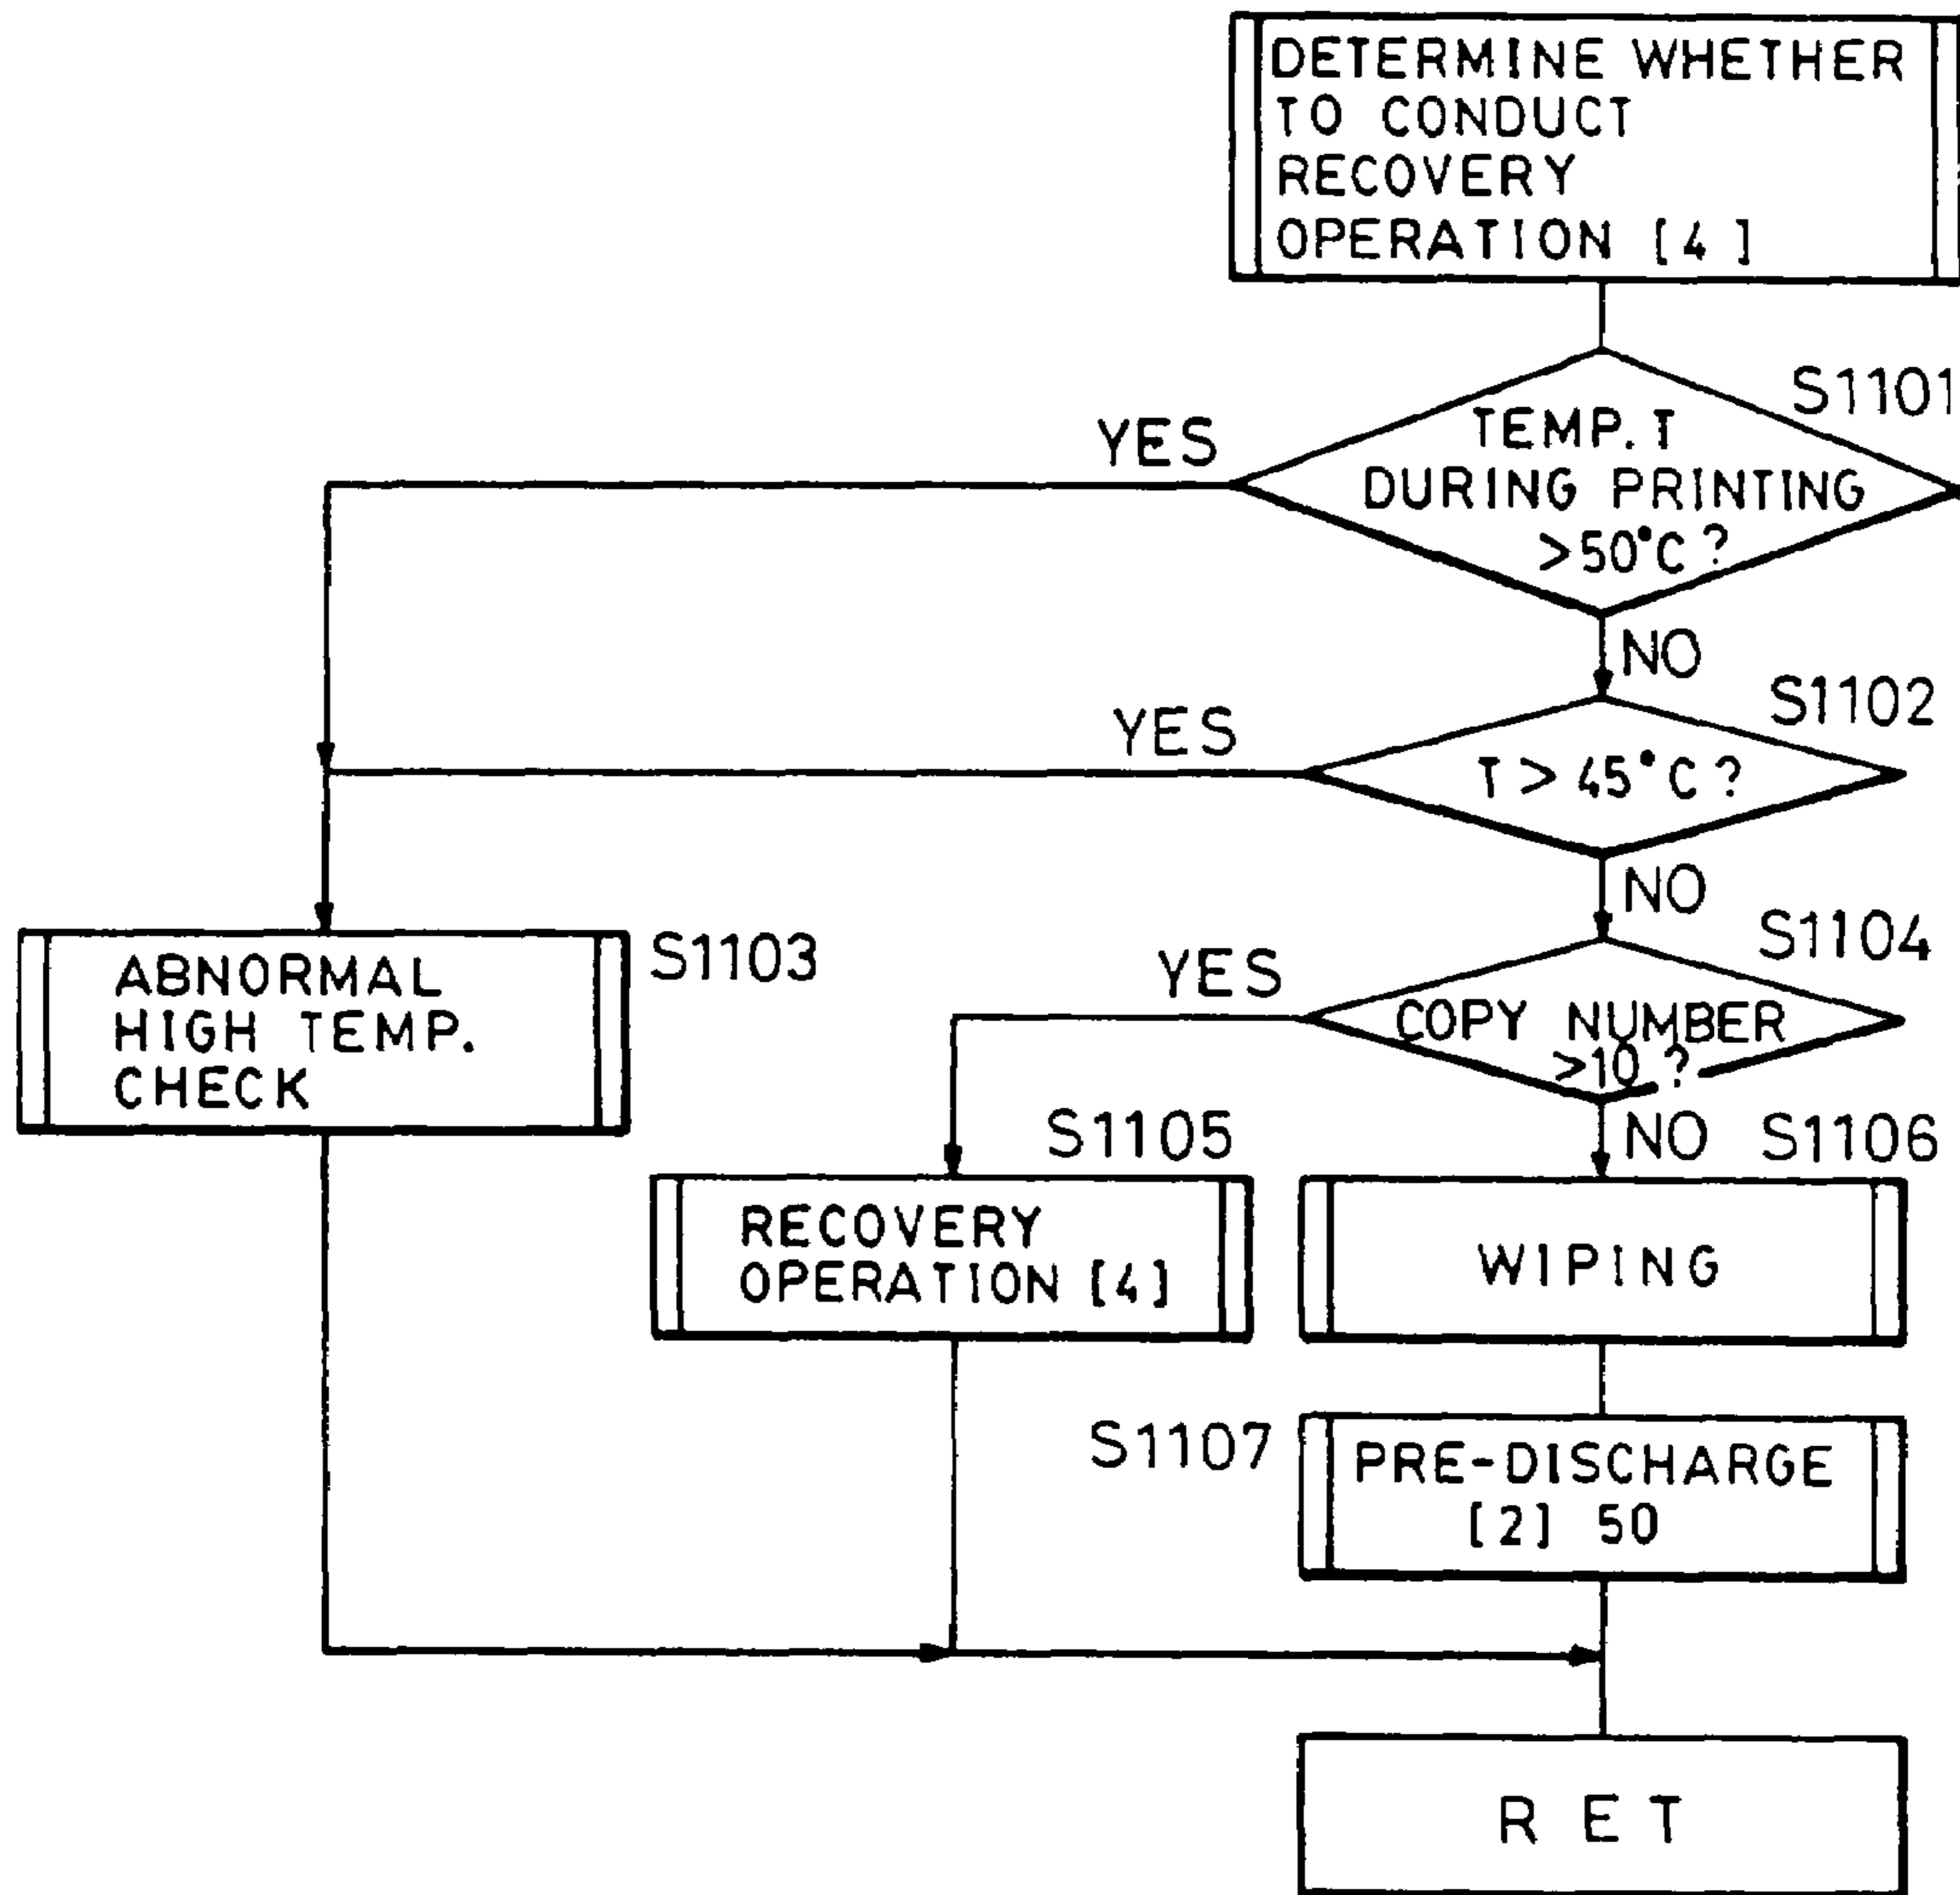 DETERMINE WHETHER
TO CONDUCT
RECOVERY
OPERATION [4]
S1101
YES
TEMP. T
DURING PRINTING
>50°C?
NO
S1102
YES
T > 45°C?
NO
S1104
S1103
ABNORMAL
HIGH TEMP.
CHECK
YES
COPY NUMBER
>10?
S1105
NO
S1106
RECOVERY
OPERATION [4]
WIPING
S1107
PRE-DISCHARGE
[2] 50
RET